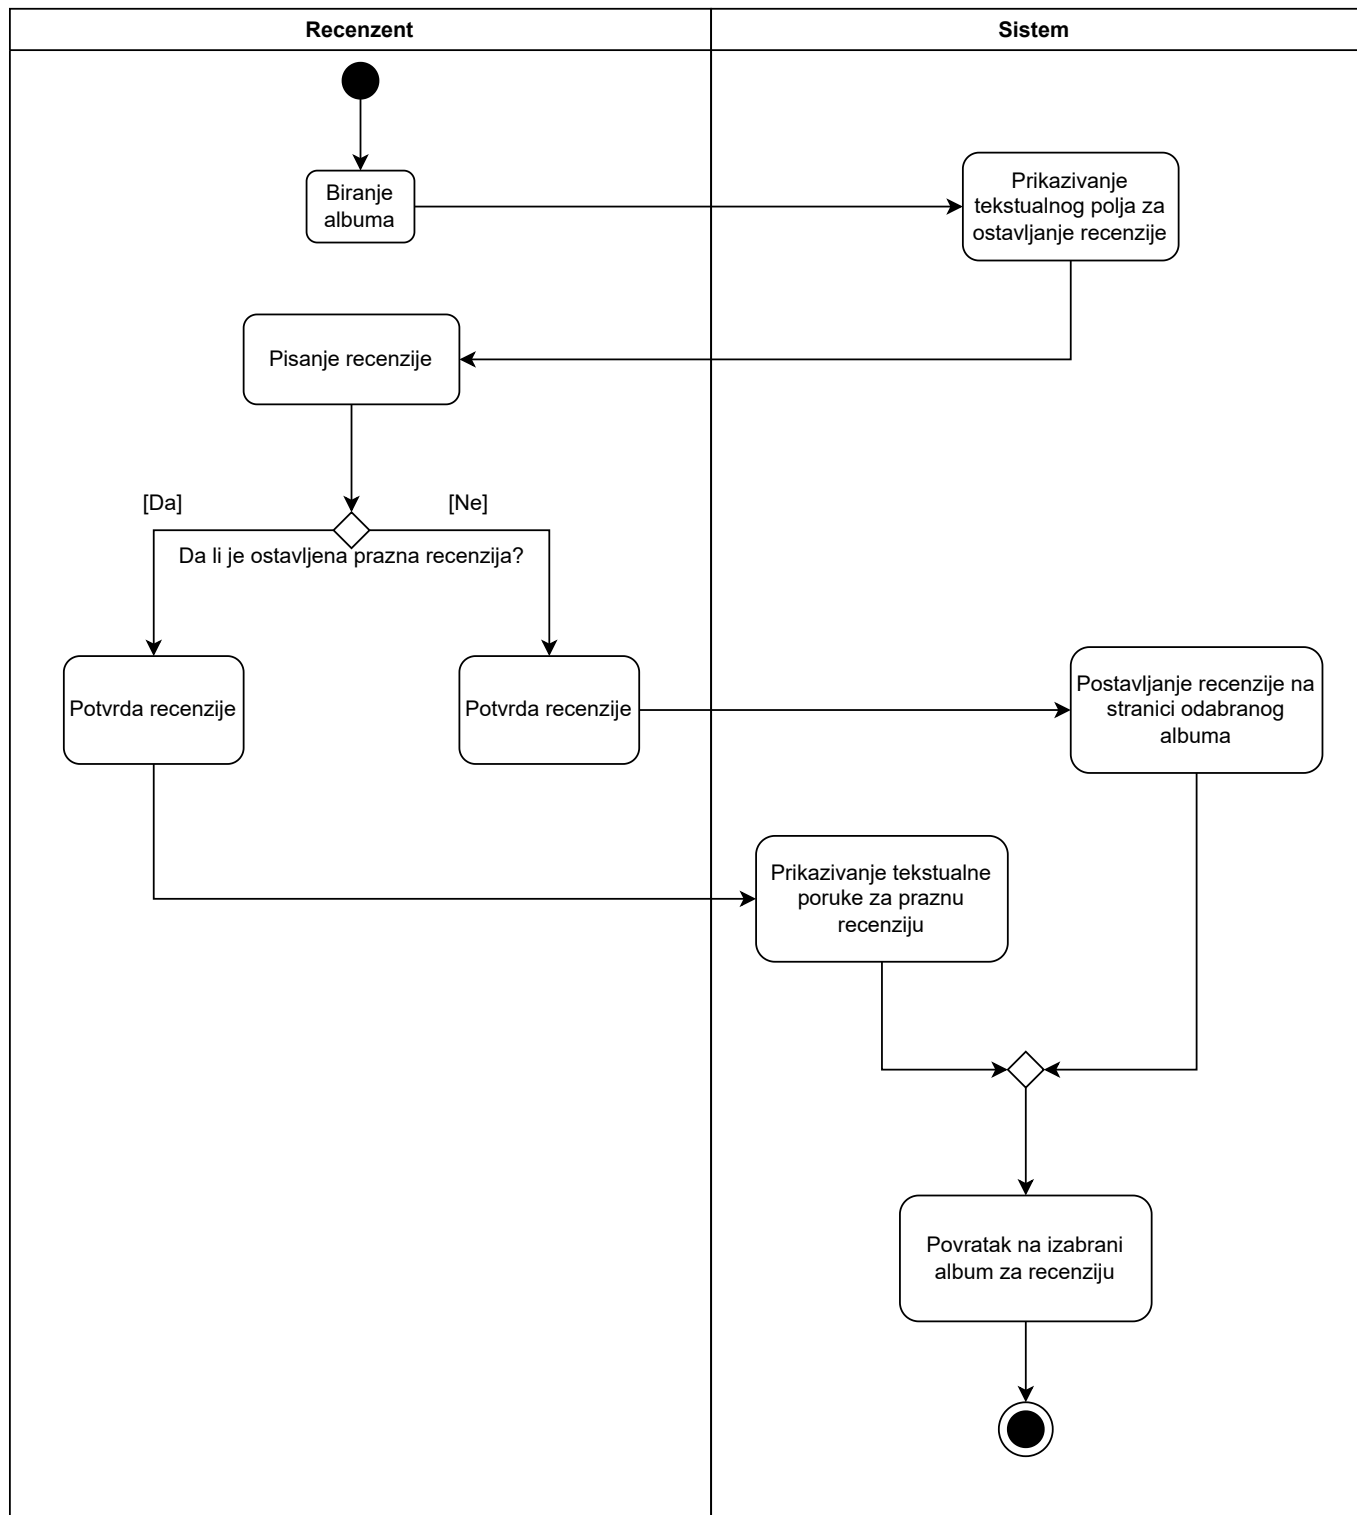 Recenzent
Sistem
Biranje
albuma
Prikazivanje
tekstualnog polja za
ostavljanje recenzije
Pisanje recenzije
[Da]
[Ne]
Da li je ostavljena prazna recenzija?
Potvrda recenzije
Potvrda recenzije
Postavljanje recenzije na
stranici odabranog
albuma
Prikazivanje tekstualne
poruke za praznu
recenziju
Povratak na izabrani
album za recenziju